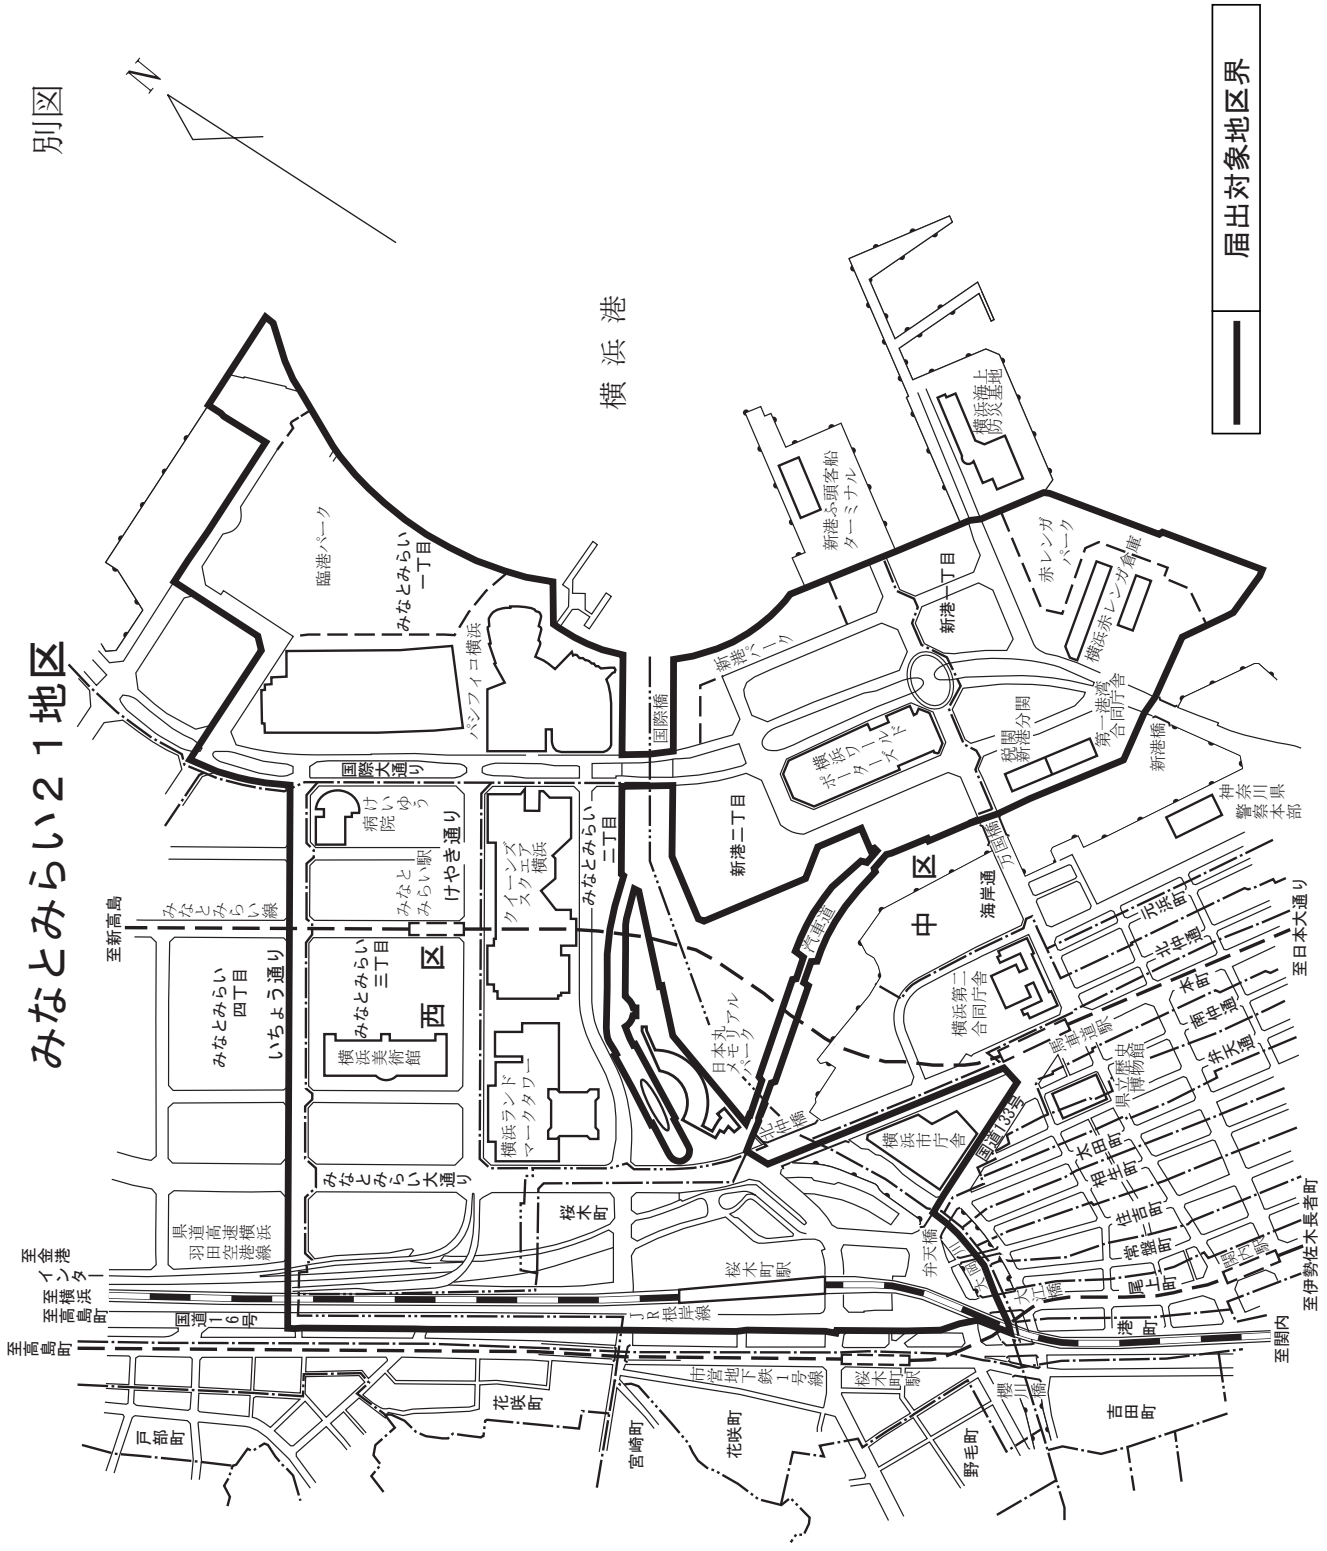 別図
みなとみらい21地区
N
届出対象地区界
横浜港
臨港パーク
みなとみらい
一丁目
パシフィコ横浜
国際橋
国際大通り
けいゆう
病院
みなと
みらい駅
けやき通り
クイーンズ
スクエア
横浜
みなとみらい
二丁目
みなとみらい線
至新高島
みなとみらい
四丁目
いちょう通り
みなとみらい
三丁目
西区
横浜美術館
横浜ランド
マークタワー
みなとみらい大通り
県道高速横浜
羽田空港線
至金港
インター
至横浜
至高島町
至高島町
国道16号
JR根岸線
桜木町
桜木町駅
市営地下鉄1号線
桜木町駅
戸部町
花咲町
宮崎町
花咲町
野毛町
吉田町
櫻川橋
新港パーク
新港ふ頭客船
ターミナル
横浜海上
防災基地
新港一丁目
赤レンガ
パーク
横浜赤レンガ倉庫
横浜ワールド
ポーターズ
税関
新港分関
第一港湾
合同庁舎
新港橋
新港二丁目
万国橋
神奈川県
警察本部
汽車道
中区
海岸通
日本丸
メモリアル
パーク
横浜第二
合同庁舎
北仲橋
横浜市庁舎
国道133号
馬車道駅
県立歴史
博物館
元浜町
北仲通
本町
南仲通
弁天通
太田町
相生町
住吉町
常盤町
尾上町
港町
関内駅
弁天橋
大江橋
至日本大通り
至伊勢佐木長者町
至関内